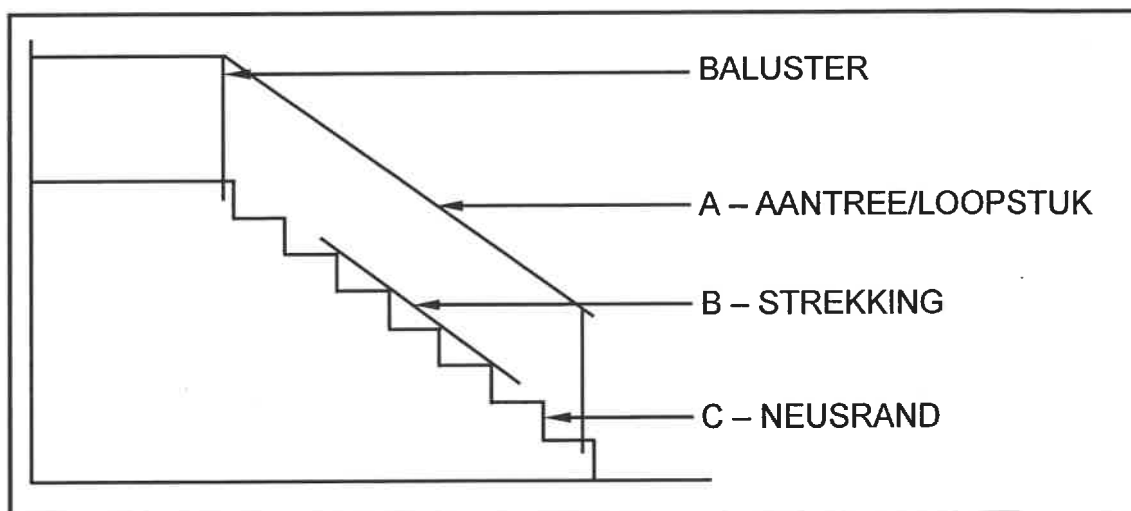 BALUSTER
A – AANTREE/LOOPSTUK
B – STREKKING
C – NEUSRAND